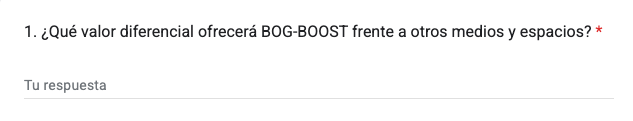 1. ¿Qué valor diferencial ofrecerá BOG-BOOST frente a otros medios y espacios? *
Tu respuesta